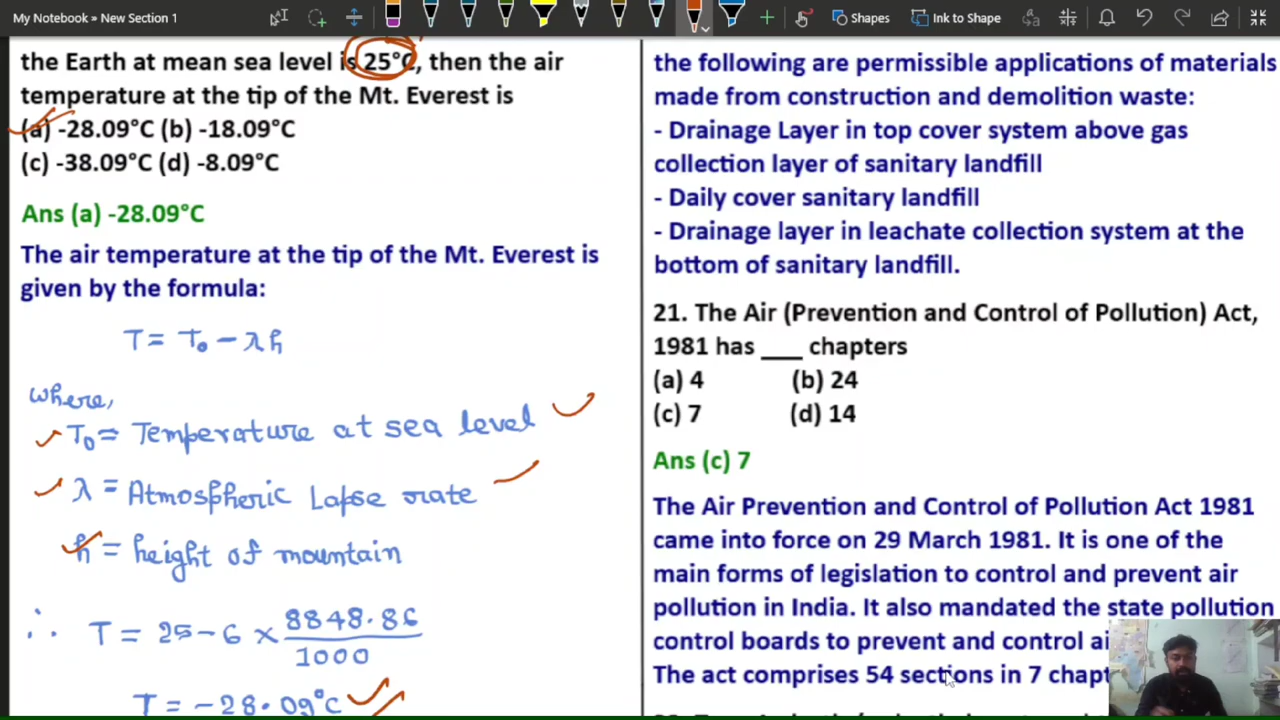 My Notebook » New Section 1
Shapes
Ink to Shape
the Earth at mean sea level is 25°C, then the air
temperature at the tip of the Mt. Everest is
(a) -28.09°C (b) -18.09°C
(c) -38.09°C (d) -8.09°C
Ans (a) -28.09°C
The air temperature at the tip of the Mt. Everest is
given by the formula:
T = T₀ - λh
where,
T₀ = Temperature at sea level
λ = Atmospheric Lapse rate
h = height of mountain
∴ T = 25 - 6 × 8848.86
1000
T = -28.09°C
the following are permissible applications of materials
made from construction and demolition waste:
- Drainage Layer in top cover system above gas
collection layer of sanitary landfill
- Daily cover sanitary landfill
- Drainage layer in leachate collection system at the
bottom of sanitary landfill.
21. The Air (Prevention and Control of Pollution) Act,
1981 has ___ chapters
(a) 4 (b) 24
(c) 7 (d) 14
Ans (c) 7
The Air Prevention and Control of Pollution Act 1981
came into force on 29 March 1981. It is one of the
main forms of legislation to control and prevent air
pollution in India. It also mandated the state pollution
control boards to prevent and control
The act comprises 54 sections in 7